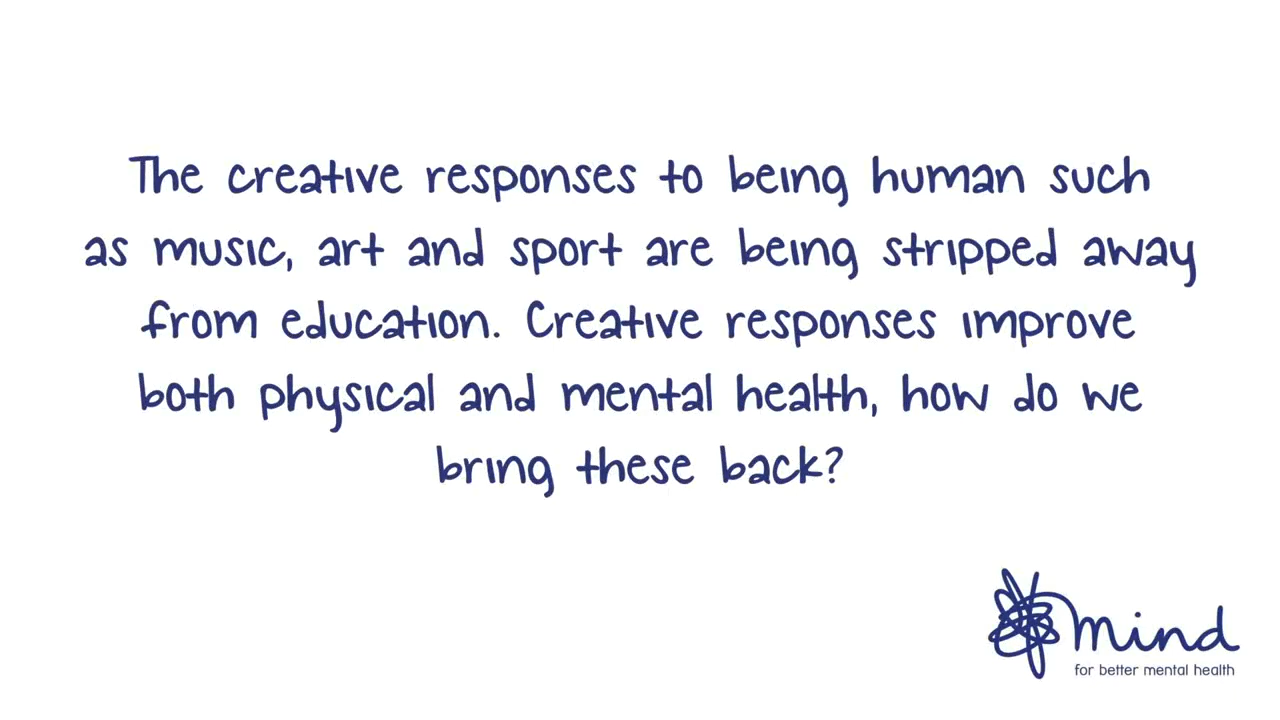 The creative responses to being human such
as music, art and sport are being stripped away
from education. Creative responses improve
both physical and mental health, how do we
bring these back?
mind
for better mental health